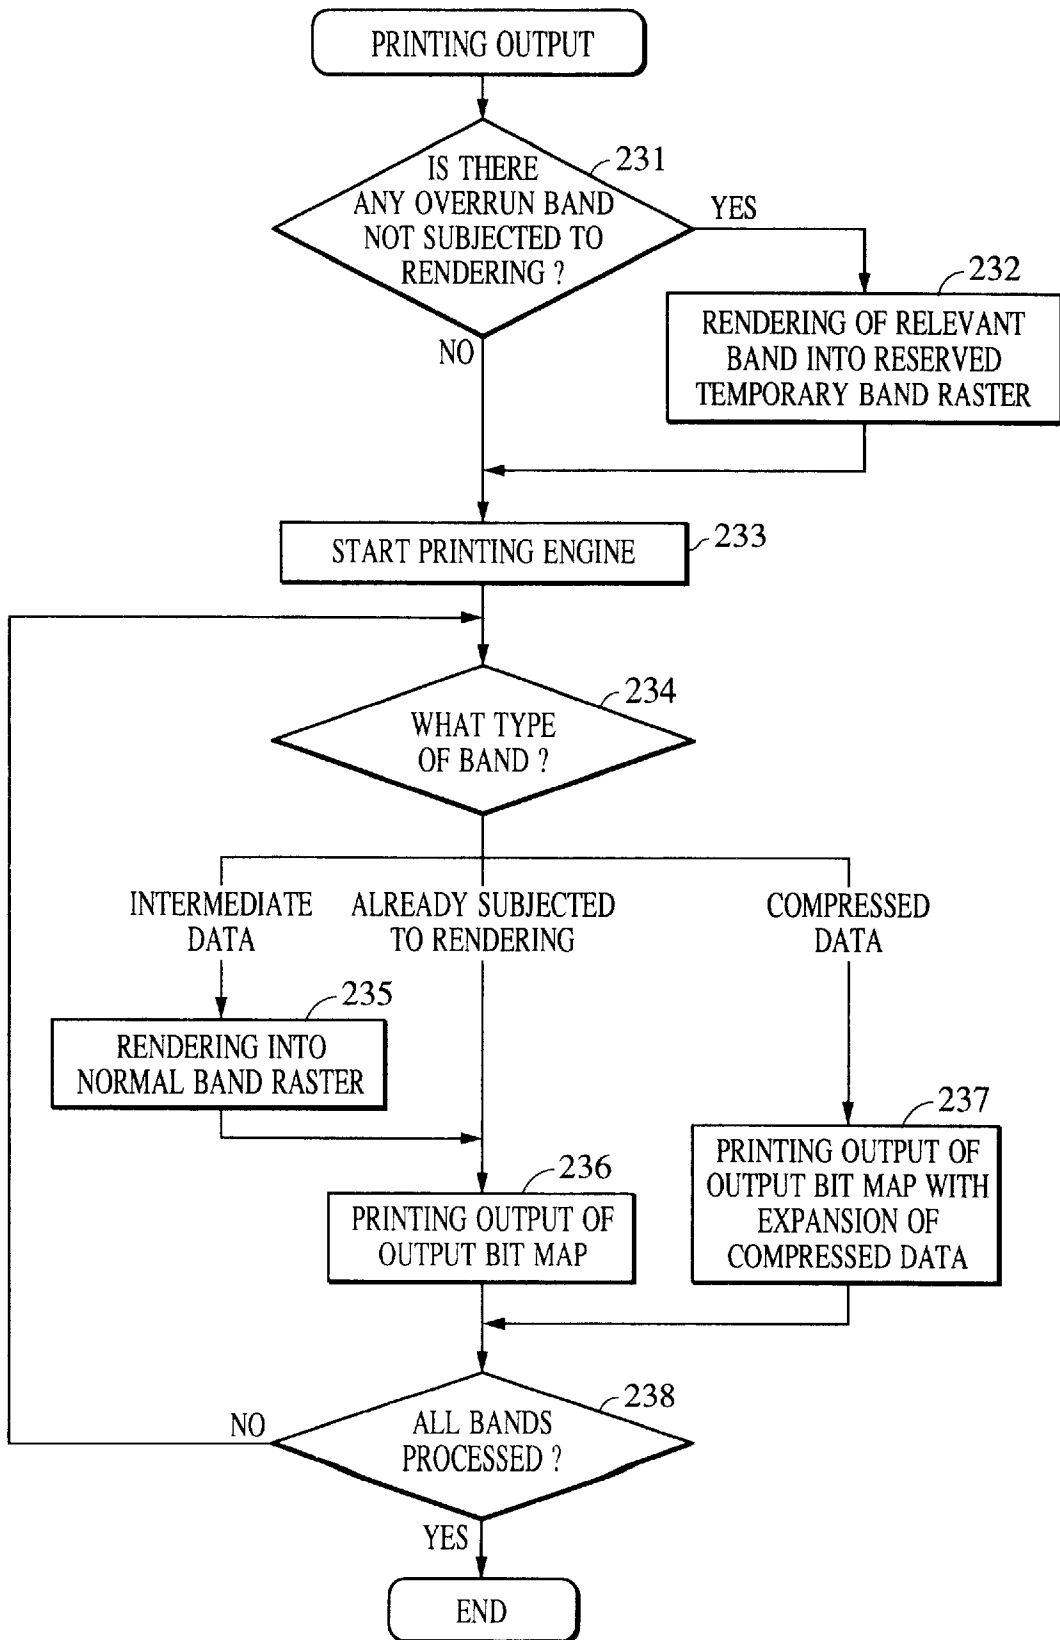 PRINTING OUTPUT
231
IS THERE
ANY OVERRUN BAND
NOT SUBJECTED TO
RENDERING ?
YES
NO
232
RENDERING OF RELEVANT
BAND INTO RESERVED
TEMPORARY BAND RASTER
START PRINTING ENGINE
233
234
WHAT TYPE
OF BAND ?
INTERMEDIATE
DATA
ALREADY SUBJECTED
TO RENDERING
COMPRESSED
DATA
235
RENDERING INTO
NORMAL BAND RASTER
236
PRINTING OUTPUT OF
OUTPUT BIT MAP
237
PRINTING OUTPUT OF
OUTPUT BIT MAP WITH
EXPANSION OF
COMPRESSED DATA
238
ALL BANDS
PROCESSED ?
NO
YES
END